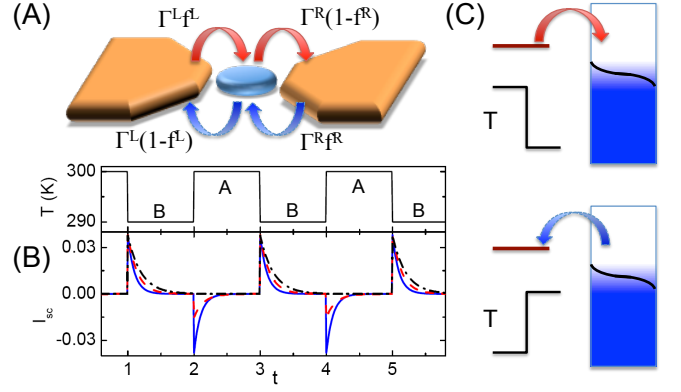 (A)
Γ^L f^L
Γ^R(1-f^R)
Γ^L(1-f^L)
Γ^R f^R
(C)
T
T
T (K)
300
290
B
A
B
A
B
(B)
I_sc
0.03
0.00
-0.03
1 2 3 4 5
t